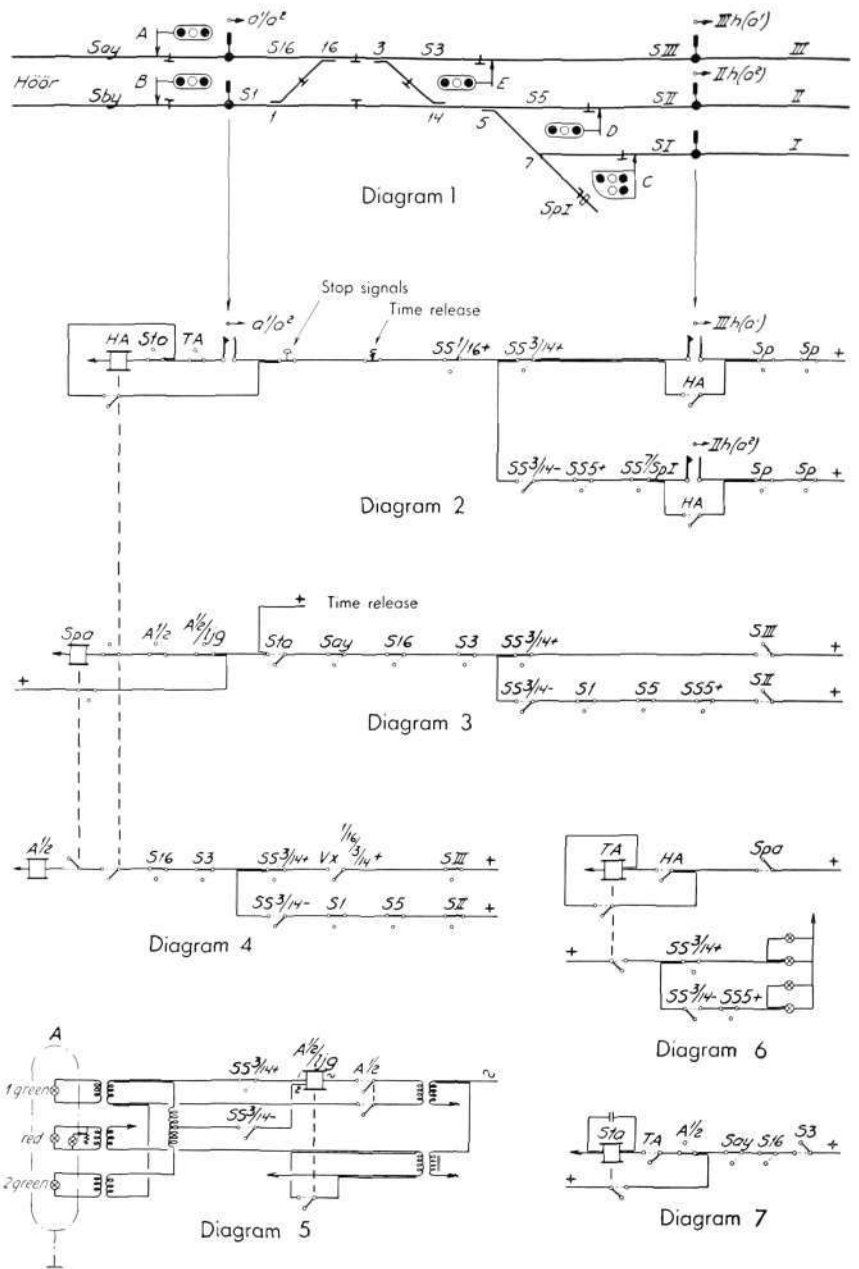 a¹/a² IIIh(a¹)
A Say S16 16 3 S3 SIII III
Höör B Sby S1 1 E IIh(a²)
14 5 S5 D SII II
7 SpI C SI I
Diagram 1
Stop signals
Time release
a¹/a² IIIh(a¹)
HA Sta TA SS1/16+ SS3/14+ HA Sp Sp +
IIh(a²)
SS3/14- SS5+ SS7/SpI HA Sp Sp +
Diagram 2
+ Time release
Spa A1/2 A1/2/ljg Sta Say S16 S3 SS3/14+ SIII +
+ SS3/14- S1 S5 SS5+ SII +
Diagram 3
A1/2 S16 S3 SS3/14+ Vx 1/16/3/14+ SIII +
SS3/14- S1 S5 SII +
Diagram 4
TA HA Spa +
+ SS3/14+
SS3/14- SS5+
Diagram 6
A
1 green SS3/14+ A1/2/ljg A1/2 ~
red SS3/14-
2 green
Diagram 5
Sta TA A1/2 Say S16 S3 +
+
Diagram 7